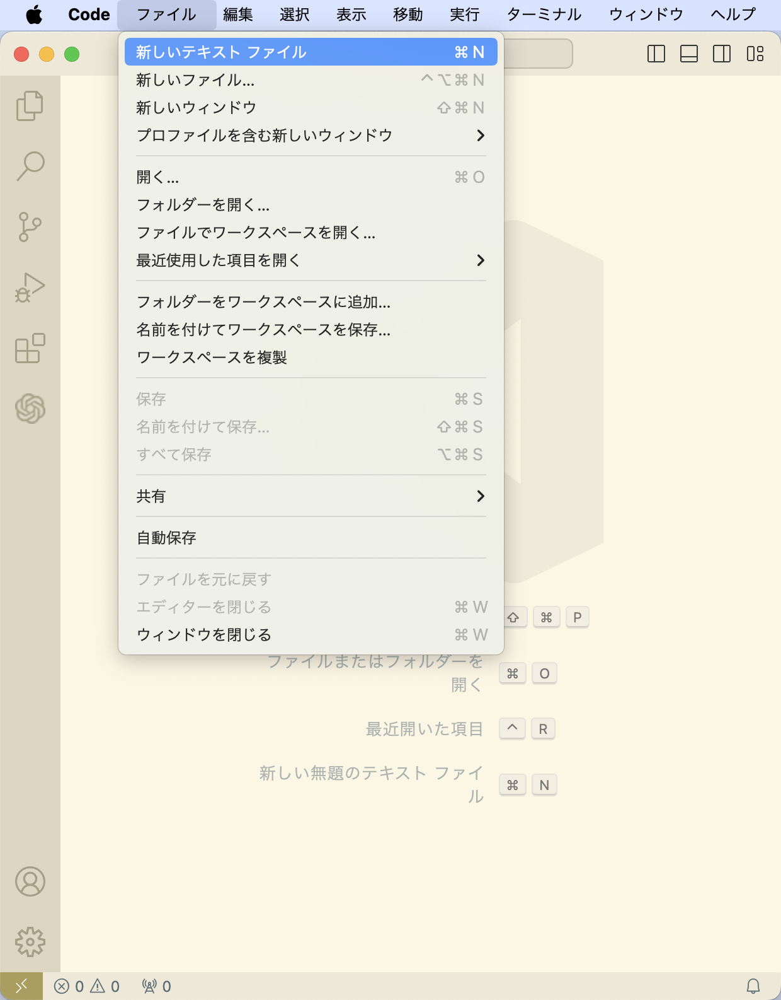 Code ファイル 編集 選択 表示 移動 実行 ターミナル ウィンドウ ヘルプ
新しいテキスト ファイル ⌘ N
新しいファイル... ^ ⌥ ⌘ N
新しいウィンドウ ⇧ ⌘ N
プロファイルを含む新しいウィンドウ
開く... ⌘ O
フォルダーを開く...
ファイルでワークスペースを開く...
最近使用した項目を開く
フォルダーをワークスペースに追加...
名前を付けてワークスペースを保存...
ワークスペースを複製
保存 ⌘ S
名前を付けて保存... ⇧ ⌘ S
すべて保存 ⌥ ⌘ S
共有
自動保存
ファイルを元に戻す
エディターを閉じる ⌘ W
ウィンドウを閉じる ⌘ W
⇧ ⌘ P
ファイルまたはフォルダーを
開く ⌘ O
最近開いた項目 ^ R
新しい無題のテキスト ファイ
ル ⌘ N
0 0 0